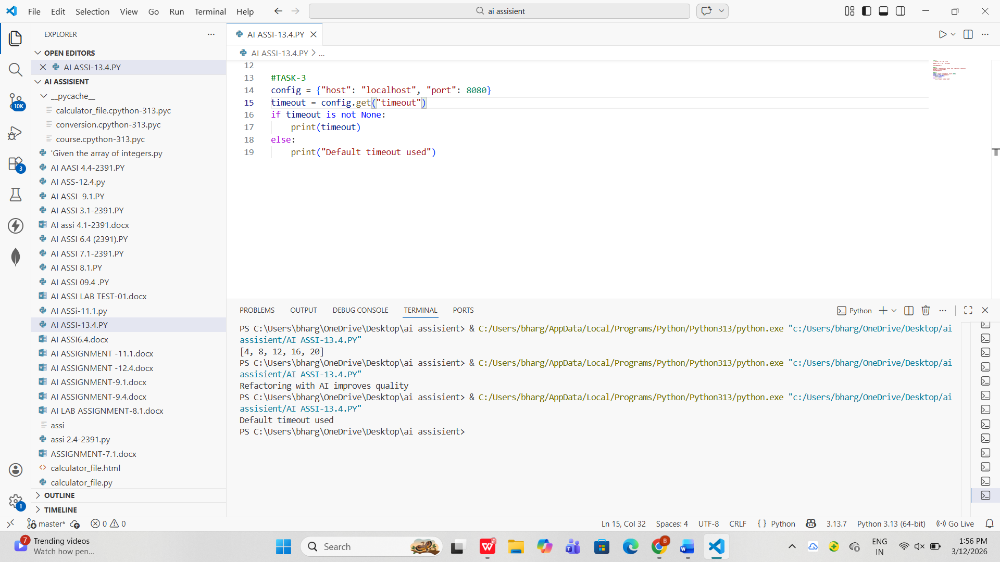 File Edit Selection View Go Run Terminal Help
ai assisient
EXPLORER
OPEN EDITORS
AI ASSI-13.4.PY
AI ASSISIENT
__pycache__
calculator_file.cpython-313.pyc
conversion.cpython-313.pyc
course.cpython-313.pyc
'Given the array of integers.py
AI AASI 4.4-2391.PY
AI ASS-12.4.py
AI ASSI  9.1.PY
AI ASSI 3.1-2391.PY
AI assi 4.1-2391.docx
AI ASSI 6.4 (2391).PY
AI ASSI 7.1-2391.PY
AI ASSI 8.1.PY
AI ASSI 09.4 .PY
AI ASSI LAB TEST-01.docx
AI ASSi-11.1.py
AI ASSI-13.4.PY
AI ASSI6.4.docx
AI ASSIGNMENT -11.1.docx
AI ASSIGNMENT -12.4.docx
AI ASSIGNMENT-9.1.docx
AI ASSIGNMENT-9.4.docx
AI LAB ASSIGNMENT-8.1.docx
assi
assi 2.4-2391.py
ASSIGNMENT-7.1.docx
calculator_file.html
calculator_file.py
OUTLINE
TIMELINE
10K
3
1
AI ASSI-13.4.PY
AI ASSI-13.4.PY > ...
12
13 #TASK-3
14 config = {"host": "localhost", "port": 8080}
15 timeout = config.get("timeout")
16 if timeout is not None:
17     print(timeout)
18 else:
19     print("Default timeout used")
PROBLEMS OUTPUT DEBUG CONSOLE TERMINAL PORTS
Python
PS C:\Users\bharg\OneDrive\Desktop\ai assisient> & C:/Users/bharg/AppData/Local/Programs/Python/Python313/python.exe "c:/Users/bharg/OneDrive/Desktop/ai
assisient/AI ASSI-13.4.PY"
[4, 8, 12, 16, 20]
PS C:\Users\bharg\OneDrive\Desktop\ai assisient> & C:/Users/bharg/AppData/Local/Programs/Python/Python313/python.exe "c:/Users/bharg/OneDrive/Desktop/ai
assisient/AI ASSI-13.4.PY"
Refactoring with AI improves quality
PS C:\Users\bharg\OneDrive\Desktop\ai assisient> & C:/Users/bharg/AppData/Local/Programs/Python/Python313/python.exe "c:/Users/bharg/OneDrive/Desktop/ai
assisient/AI ASSI-13.4.PY"
Default timeout used
PS C:\Users\bharg\OneDrive\Desktop\ai assisient>
master* 0 0 Ln 15, Col 32 Spaces: 4 UTF-8 CRLF {} Python 3.13.7 Python 3.13 (64-bit) Go Live
7
Trending videos
Watch how pen...
Search
ENG
IN
1:56 PM
3/12/2026